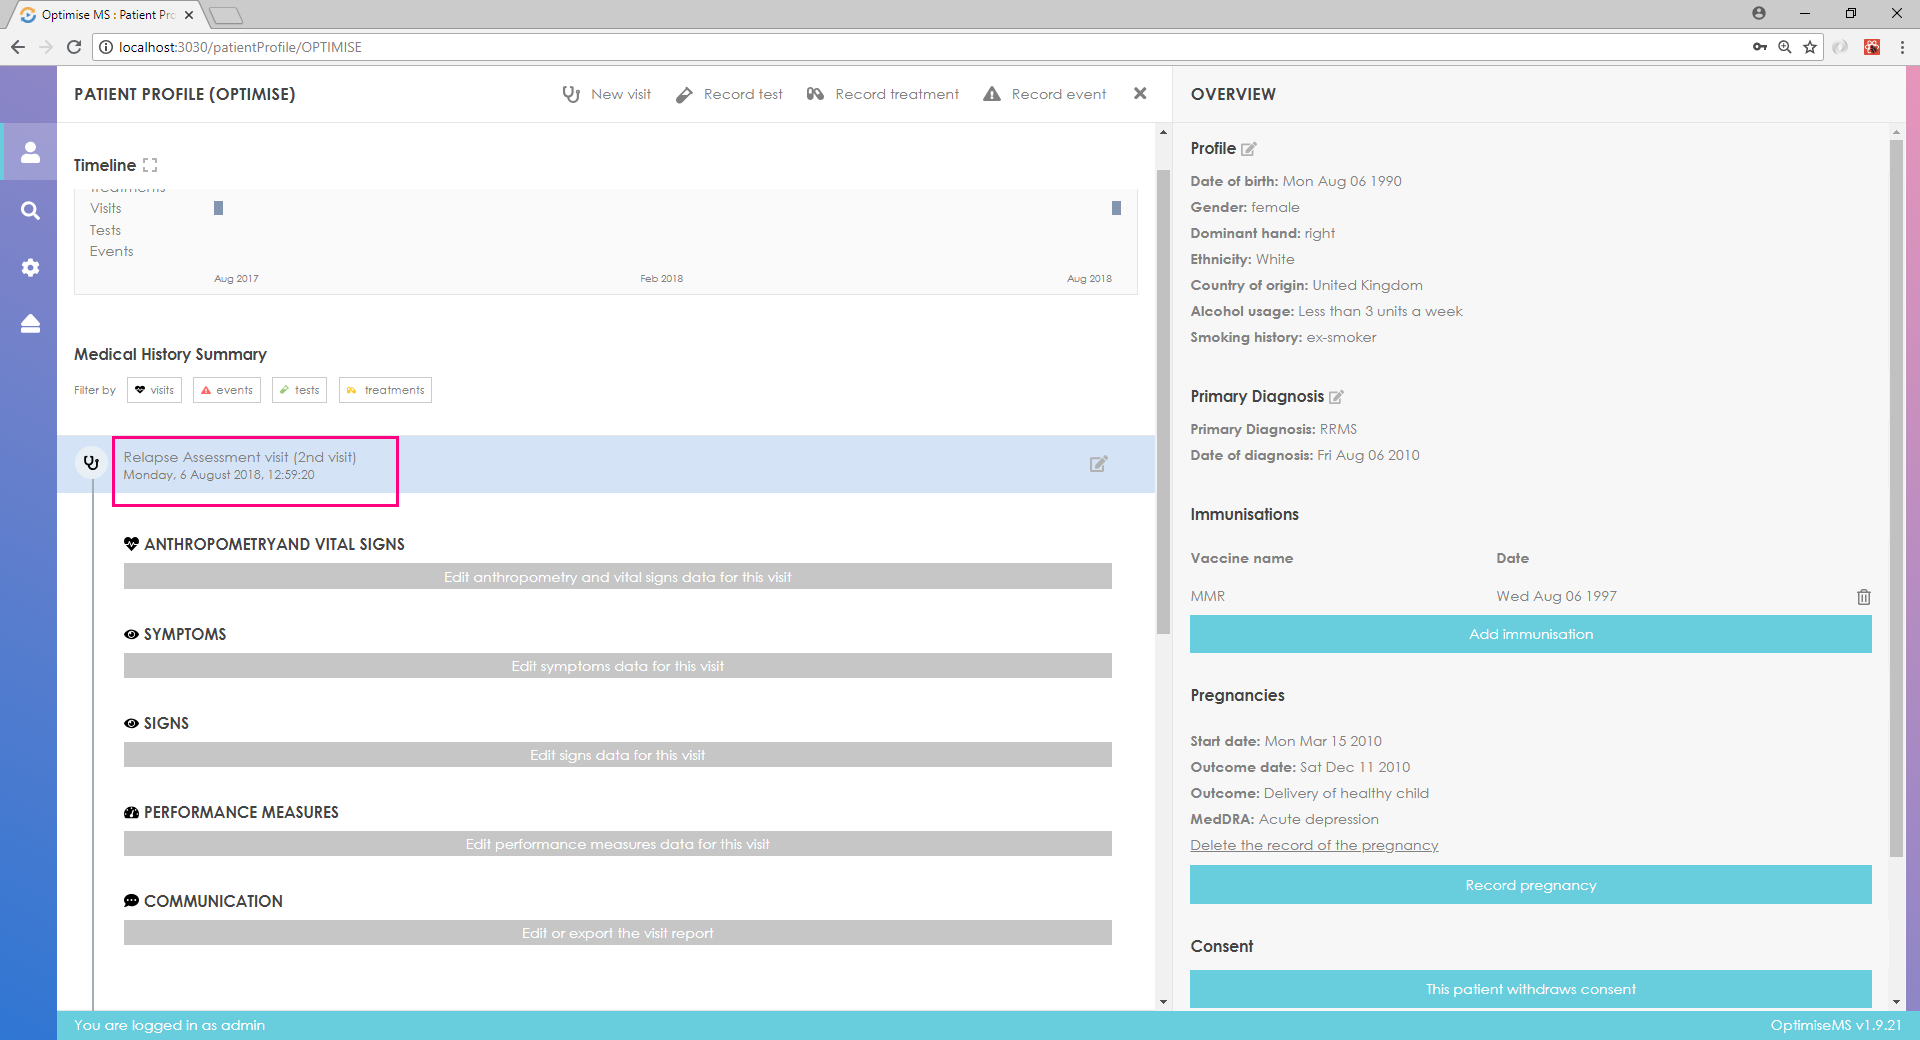 Optimise MS : Patient Pro
localhost:3030/patientProfile/OPTIMISE
PATIENT PROFILE (OPTIMISE)
New visit
Record test
Record treatment
Record event
Timeline
Treatments
Visits
Tests
Events
Aug 2017
Feb 2018
Aug 2018
Medical History Summary
Filter by
visits
events
tests
treatments
Relapse Assessment visit (2nd visit)
Monday, 6 August 2018, 12:59:20
ANTHROPOMETRYAND VITAL SIGNS
Edit anthropometry and vital signs data for this visit
SYMPTOMS
Edit symptoms data for this visit
SIGNS
Edit signs data for this visit
PERFORMANCE MEASURES
Edit performance measures data for this visit
COMMUNICATION
Edit or export the visit report
OVERVIEW
Profile
Date of birth: Mon Aug 06 1990
Gender: female
Dominant hand: right
Ethnicity: White
Country of origin: United Kingdom
Alcohol usage: Less than 3 units a week
Smoking history: ex-smoker
Primary Diagnosis
Primary Diagnosis: RRMS
Date of diagnosis: Fri Aug 06 2010
Immunisations
Vaccine name Date
MMR Wed Aug 06 1997
Add immunisation
Pregnancies
Start date: Mon Mar 15 2010
Outcome date: Sat Dec 11 2010
Outcome: Delivery of healthy child
MedDRA: Acute depression
Delete the record of the pregnancy
Record pregnancy
Consent
This patient withdraws consent
You are logged in as admin
OptimiseMS v1.9.21